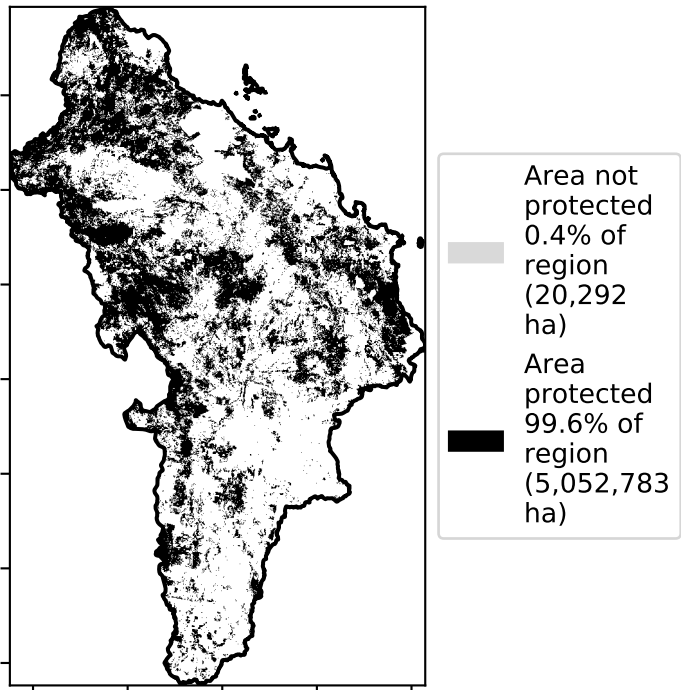 Area not
protected
0.4% of
region
(20,292
ha)
Area
protected
99.6% of
region
(5,052,783
ha)